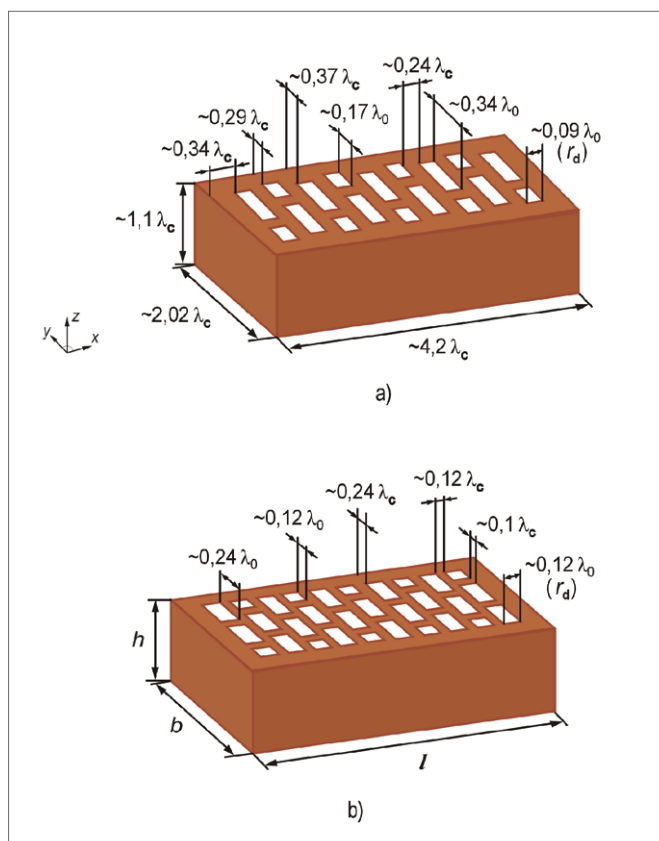 ~0,37 λc
~0,24 λc
~0,29 λc
~0,17 λ0
~0,34 λ0
~0,34 λc
~0,09 λ0
(rd)
~1,1 λc
~2,02 λc
~4,2 λc
z
y
x
a)
~0,24 λc
~0,12 λc
~0,12 λ0
~0,1 λc
~0,24 λ0
~0,12 λ0
(rd)
h
b
l
b)